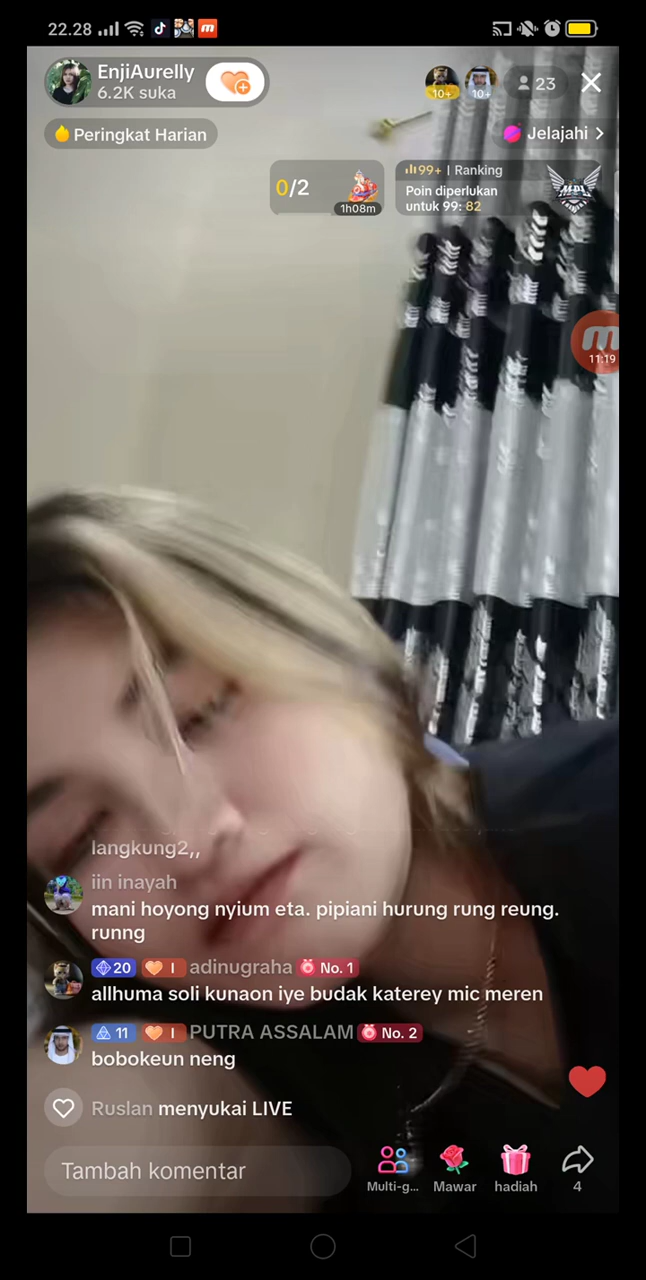 22.28
EnjiAurelly
6.2K suka
10+
10+
23
Peringkat Harian
Jelajahi >
0/2
1h08m
99+ | Ranking
Poin diperlukan
untuk 99: 82
11:19
langkung2,,
iin inayah
mani hoyong nyium eta. pipiani hurung rung reung.
runng
20 I adinugraha No. 1
allhuma soli kunaon iye budak katerey mic meren
11 I PUTRA ASSALAM No. 2
bobokeun neng
Ruslan menyukai LIVE
Tambah komentar
Multi-g...
Mawar
hadiah
4